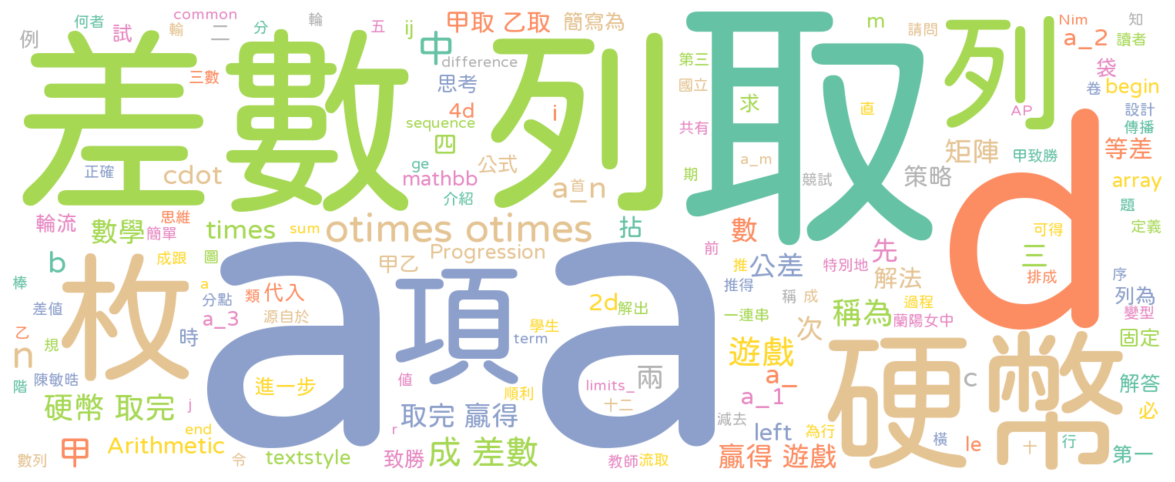 何者 common 輪 五 ij 甲取 乙取 簡寫為 m 請問 Nim 知
例 試 輸 二 分 中 difference a_2 讀者
差 數 列 取 列
三數 思考 第三 袋
國立 卷 begin
4d i 求 AP 設計
sequence 共有 直 傳播
四 a_m 矩陣 甲致勝 等差
正確 cdot ge 公式 期 競試 策略 array
mathbb a_n 首 題
介紹 定義
輪流 思維 數學 簡單 times sum otimes otimes 拈 數 先 可得
圖 Progression 前 三
b 成跟 甲乙 推 公差 特別地 解法 排成 序
棒 枚 a 項 a d
差值 分點 類 代入 2d 解出 推得 稱 成 列為
a_3 源自於 一連串 稱為 過程 變型
乙 規 時 學生 次 蘭陽女中
n term 遊戲 固定
階 陳敏晧 進一步 值 順利 limits_ 兩 a_ c 解答
硬幣 取完 j 十二 a_1 硬幣 必
取完 贏得 減去
end r left 為行 橫 十 行
甲 Arithmetic 致勝 成 差數 le 第一
數列 令 textstyle 教師 流取 贏得 遊戲